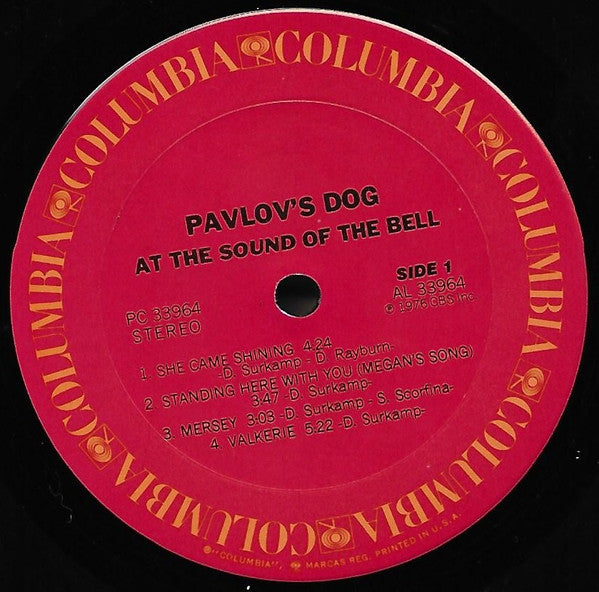 COLUMBIA COLUMBIA COLUMBIA COLUMBIA COLUMBIA COLUMBIA COLUMBIA COLUMBIA
PAVLOV'S DOG
AT THE SOUND OF THE BELL
PC 33964
STEREO
SIDE 1
AL 33964
℗ 1976 CBS Inc.
1. SHE CAME SHINING 4:24
-D. Surkamp - D. Rayburn-
2. STANDING HERE WITH YOU (MEGAN'S SONG)
3:47 -D. Surkamp-
3. MERSEY 3:03 -D. Surkamp - S. Scorfina-
4. VALKERIE 5:22 -D. Surkamp-
®"COLUMBIA", MARCAS REG. PRINTED IN U.S.A.